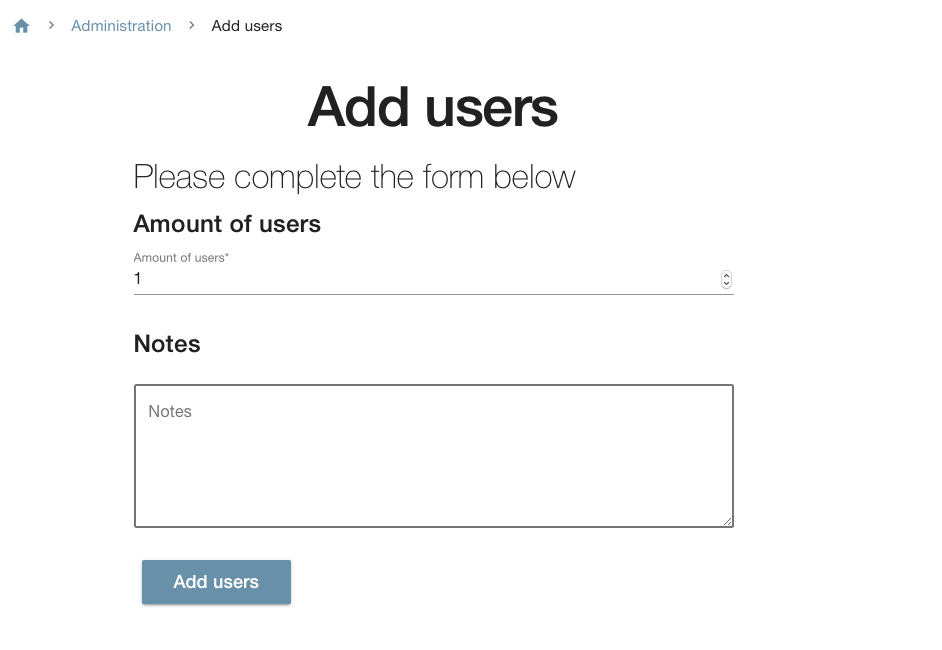 Administration > Add users
Add users
Please complete the form below
Amount of users
Amount of users*
1
Notes
Notes
Add users